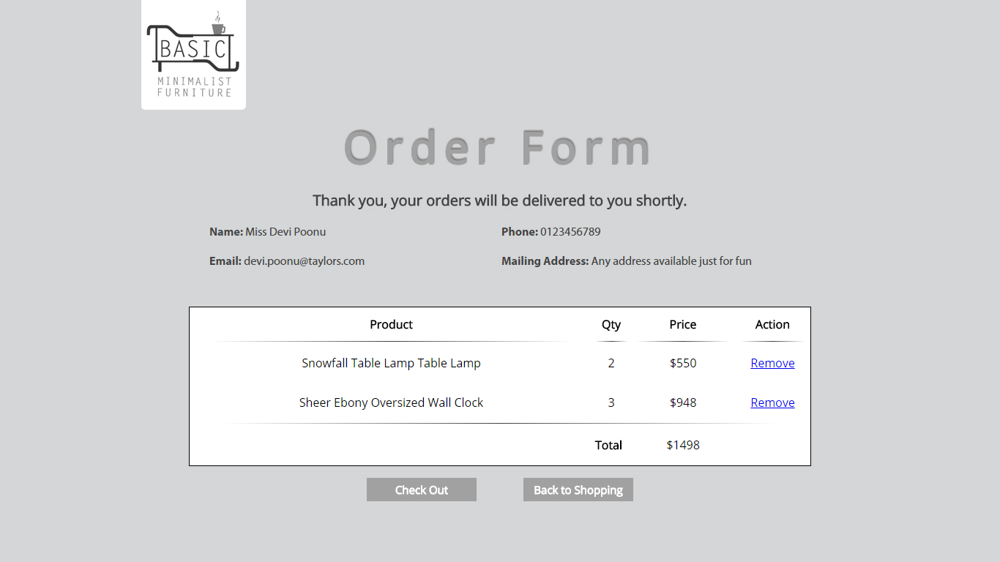 BASIC
MINIMALIST
FURNITURE
Order Form
Thank you, your orders will be delivered to you shortly.
Name: Miss Devi Poonu Phone: 0123456789
Email: devi.poonu@taylors.com Mailing Address: Any address available just for fun
Product Qty Price Action
Snowfall Table Lamp Table Lamp 2 $550 Remove
Sheer Ebony Oversized Wall Clock 3 $948 Remove
Total $1498
Check Out Back to Shopping